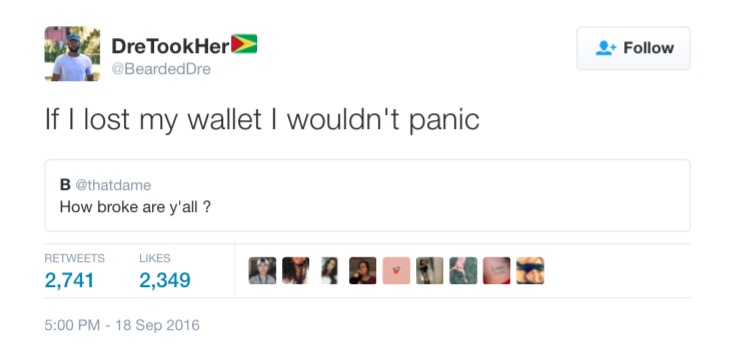 DreTookHer🇬🇾
@BeardedDre
Follow
If I lost my wallet I wouldn't panic
B @thatdame
How broke are y'all ?
RETWEETS LIKES
2,741 2,349
5:00 PM - 18 Sep 2016